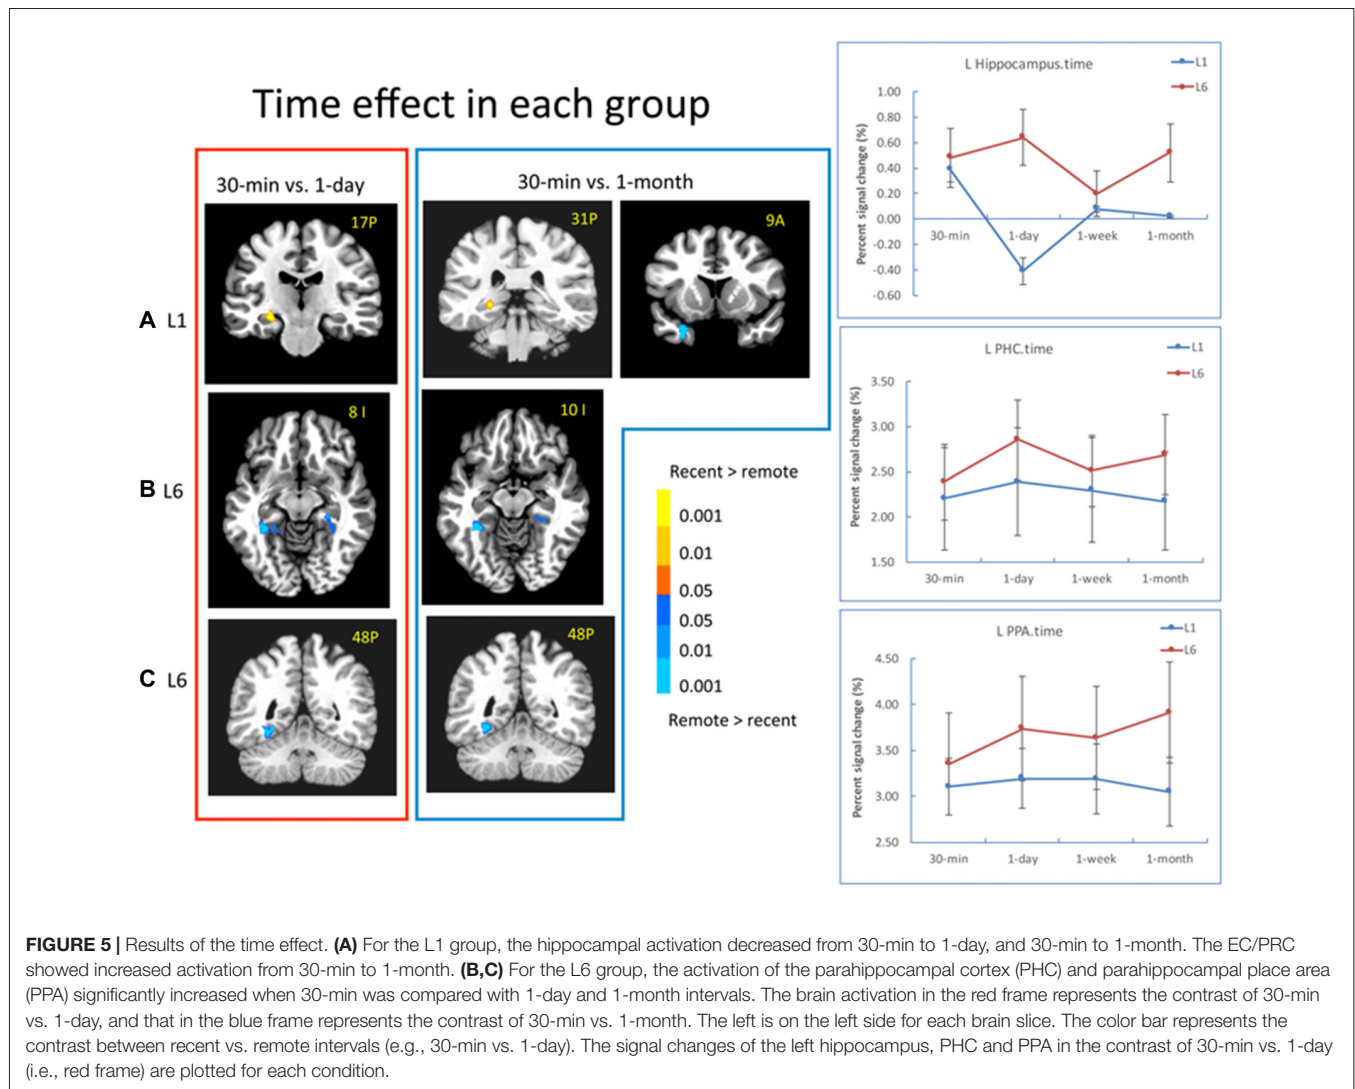 Time effect in each group
30-min vs. 1-day
30-min vs. 1-month
17P
31P
9A
A L1
8 I
10 I
B L6
48P
48P
C L6
Recent > remote
0.001
0.01
0.05
0.05
0.01
0.001
Remote > recent
L Hippocampus.time
L1
L6
Percent signal change (%)
1.00
0.80
0.60
0.40
0.20
0.00
-0.20
-0.40
-0.60
30-min 1-day 1-week 1-month
L PHC.time
L1
L6
Percent signal change (%)
3.50
3.00
2.50
2.00
1.50
30-min 1-day 1-week 1-month
L PPA.time
L1
L6
Percent signal change (%)
4.50
4.00
3.50
3.00
2.50
30-min 1-day 1-week 1-month
FIGURE 5 | Results of the time effect. (A) For the L1 group, the hippocampal activation decreased from 30-min to 1-day, and 30-min to 1-month. The EC/PRC
showed increased activation from 30-min to 1-month. (B,C) For the L6 group, the activation of the parahippocampal cortex (PHC) and parahippocampal place area
(PPA) significantly increased when 30-min was compared with 1-day and 1-month intervals. The brain activation in the red frame represents the contrast of 30-min
vs. 1-day, and that in the blue frame represents the contrast of 30-min vs. 1-month. The left is on the left side for each brain slice. The color bar represents the
contrast between recent vs. remote intervals (e.g., 30-min vs. 1-day). The signal changes of the left hippocampus, PHC and PPA in the contrast of 30-min vs. 1-day
(i.e., red frame) are plotted for each condition.